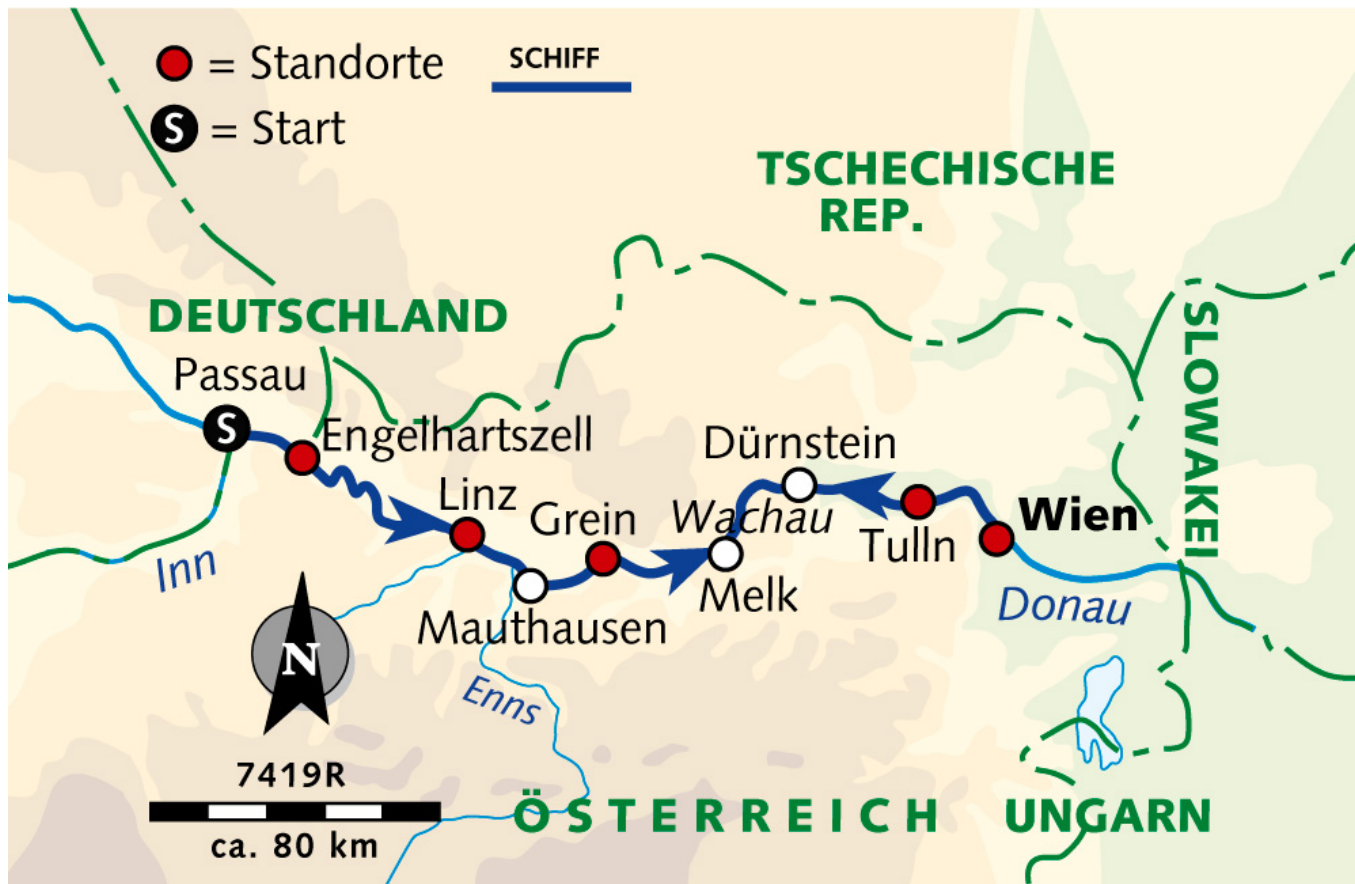 = Standorte
SCHIFF
S = Start
TSCHECHISCHE
REP.
DEUTSCHLAND
SLOWAKEI
Passau
S
Engelhartszell
Dürnstein
Linz
Grein
Wachau
Wien
Tulln
Inn
Melk
Donau
Mauthausen
N
Enns
7419R
ÖSTERREICH
UNGARN
ca. 80 km